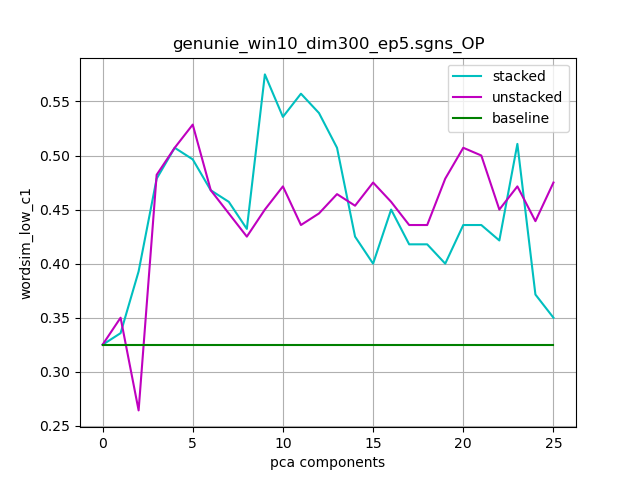 genunie_win10_dim300_ep5.sgns_OP
stacked
unstacked
baseline
wordsim_low_c1
0.55
0.50
0.45
0.40
0.35
0.30
0.25
0 5 10 15 20 25
pca components